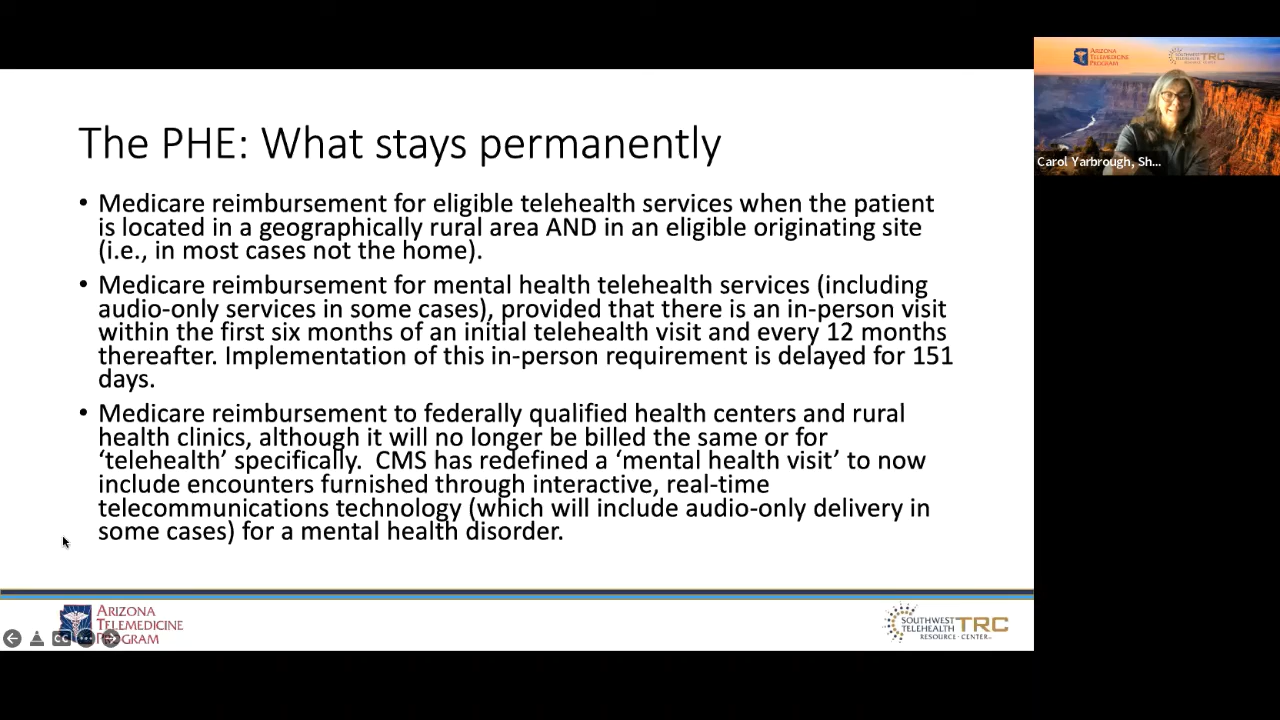 The PHE: What stays permanently
• Medicare reimbursement for eligible telehealth services when the patient
is located in a geographically rural area AND in an eligible originating site
(i.e., in most cases not the home).
• Medicare reimbursement for mental health telehealth services (including
audio-only services in some cases), provided that there is an in-person visit
within the first six months of an initial telehealth visit and every 12 months
thereafter. Implementation of this in-person requirement is delayed for 151
days.
• Medicare reimbursement to federally qualified health centers and rural
health clinics, although it will no longer be billed the same or for
‘telehealth’ specifically.  CMS has redefined a ‘mental health visit’ to now
include encounters furnished through interactive, real-time
telecommunications technology (which will include audio-only delivery in
some cases) for a mental health disorder.
ARIZONA
TELEMEDICINE
PROGRAM
CC
SOUTHWEST
TELEHEALTH TRC
RESOURCE CENTER
ARIZONA
TELEMEDICINE
PROGRAM
TRC
Carol Yarbrough, Sh...